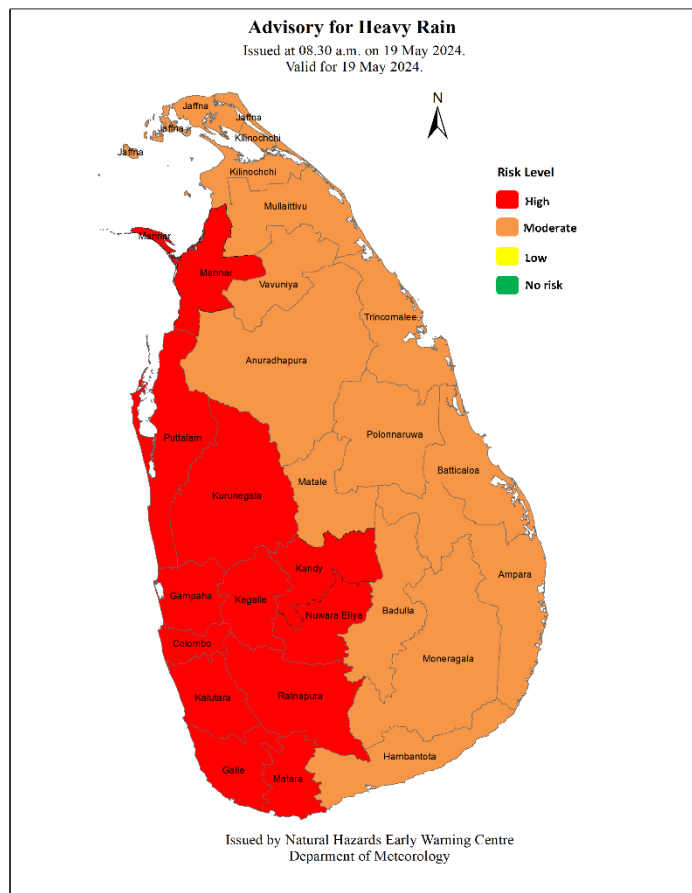 Advisory for Heavy Rain
Issued at 08.30 a.m. on 19 May 2024.
Valid for 19 May 2024.
N
Risk Level
High
Moderate
Low
No risk
Jaffna
Jaffna
Jaffna
Kilinochchi
Jaffna
Kilinochchi
Mullaittivu
Mannar
Mannar
Vavuniya
Trincomalee
Anuradhapura
Puttalam
Polonnaruwa
Batticaloa
Kurunegala
Matale
Kandy
Ampara
Gampaha
Kegalle
Nuwara Eliya
Badulla
Colombo
Moneragala
Kalutara
Ratnapura
Hambantota
Galle
Matara
Issued by Natural Hazards Early Warning Centre
Deparment of Meteorology